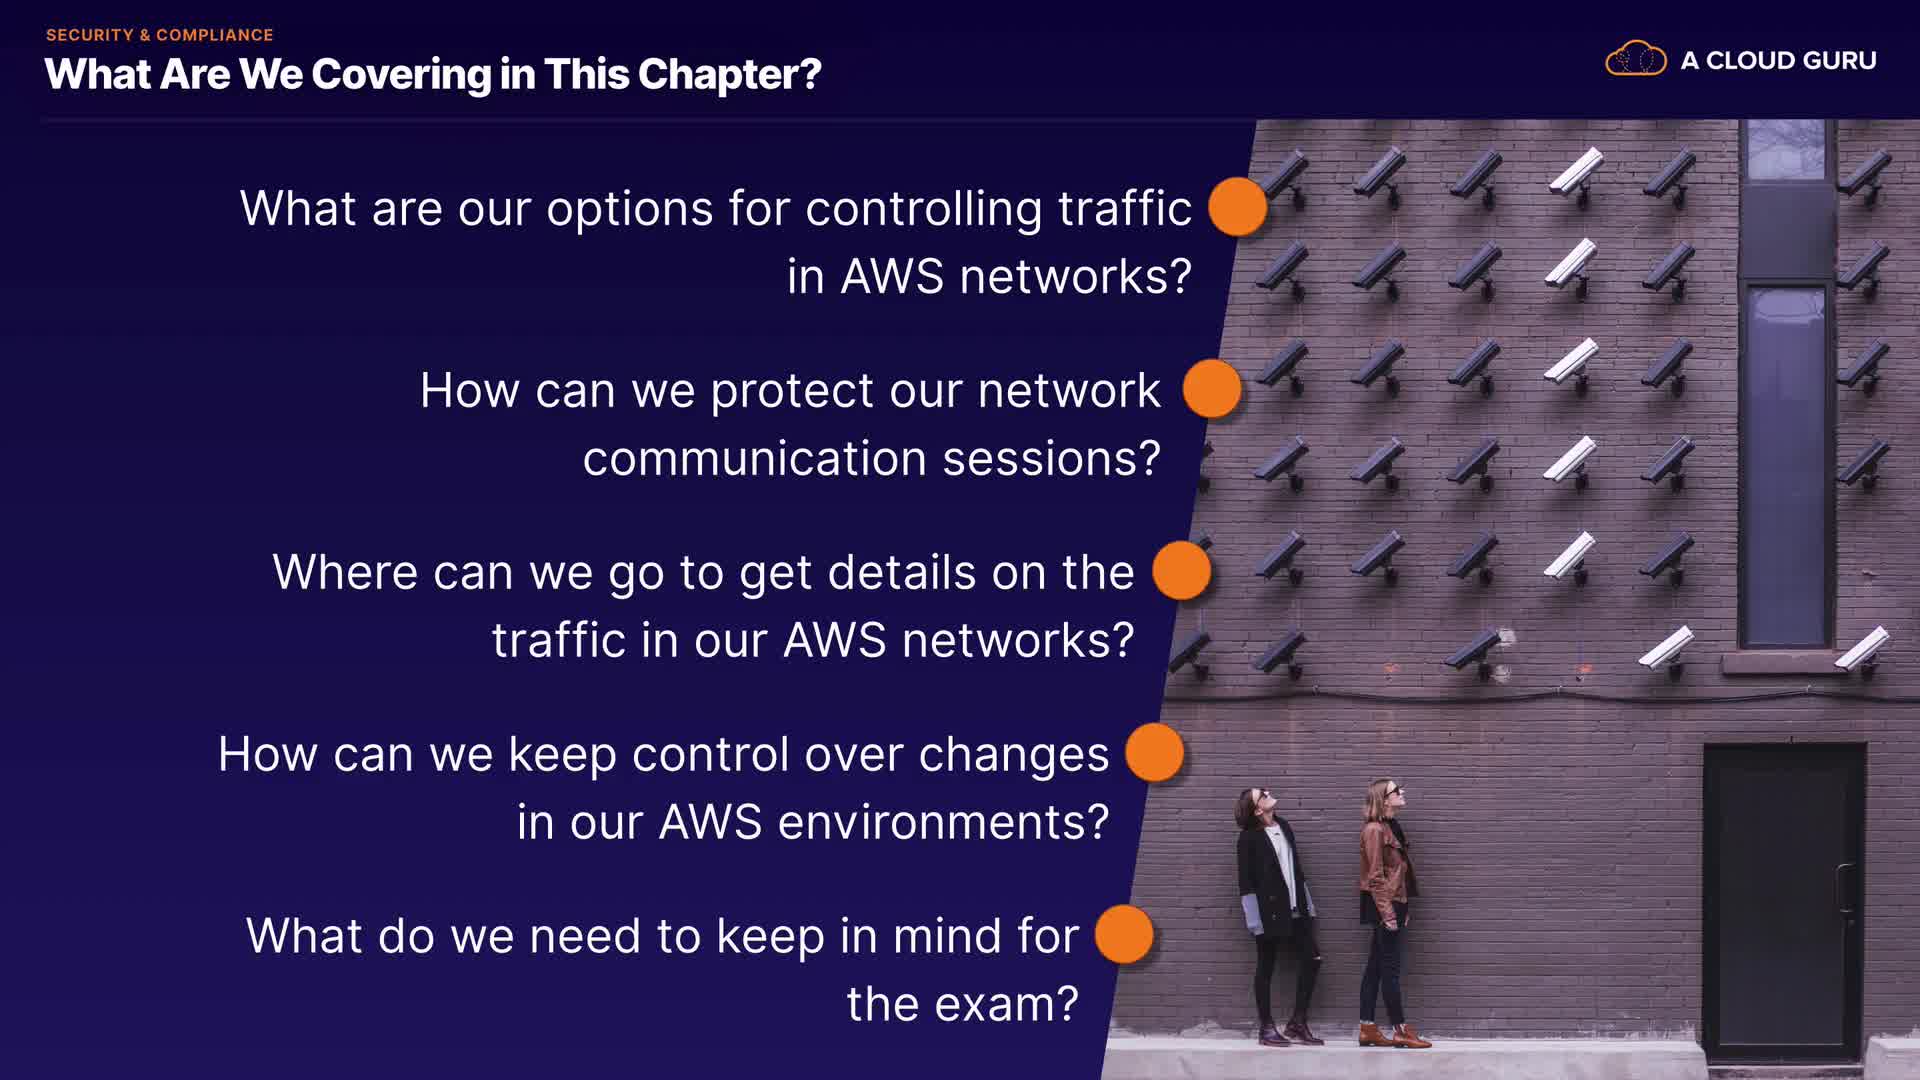 SECURITY & COMPLIANCE
What Are We Covering in This Chapter?
A CLOUD GURU
What are our options for controlling traffic
in AWS networks?
How can we protect our network
communication sessions?
Where can we go to get details on the
traffic in our AWS networks?
How can we keep control over changes
in our AWS environments?
What do we need to keep in mind for
the exam?